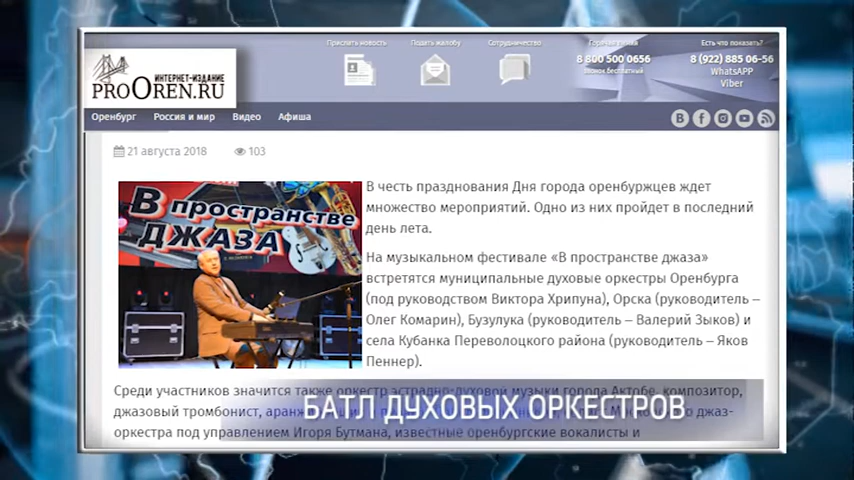 ИНТЕРНЕТ-ИЗДАНИЕ
PROOREN.RU
Прислать новость
Подать жалобу
Сотрудничество
Горячая линия
8 800 500 0656
звонок бесплатный
Есть что показать?
8 (922) 885 06-56
WhatsAPP
Viber
Оренбург Россия и мир Видео Афиша
21 августа 2018 103
В пространстве
ДЖАЗА
В честь празднования Дня города оренбуржцев ждет
множество мероприятий. Одно из них пройдет в последний
день лета.
На музыкальном фестивале «В пространстве джаза»
встретятся муниципальные духовые оркестры Оренбурга
(под руководством Виктора Хрипуна), Орска (руководитель –
Олег Комарин), Бузулука (руководитель – Валерий Зыков) и
села Кубанка Переволоцкого района (руководитель – Яков
Пеннер).
Среди участников значится также оркестр эстрадно-духовой музыки города Актобе, композитор,
джазовый тромбонист, джаз-
БАТЛ ДУХОВЫХ ОРКЕСТРОВ
оркестра под управлением Игоря Бутмана, известные оренбургские вокалисты и